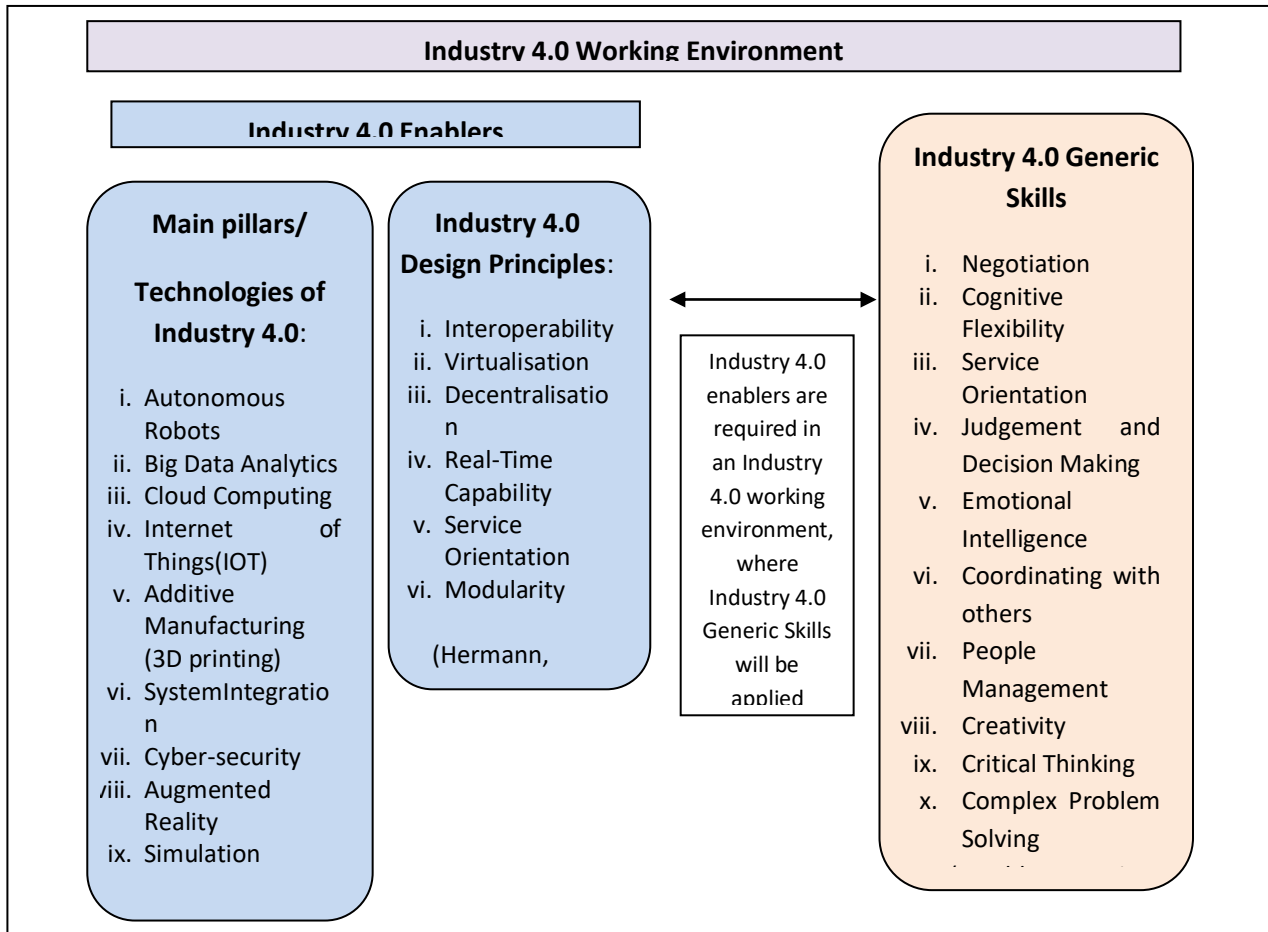 Industry 4.0 Working Environment
Industry 4.0 Enablers
Main pillars/
Technologies of
Industry 4.0:
i. Autonomous
Robots
ii. Big Data Analytics
iii. Cloud Computing
iv. Internet of
Things(IOT)
v. Additive
Manufacturing
(3D printing)
vi. SystemIntegratio
n
vii. Cyber-security
viii. Augmented
Reality
ix. Simulation
Industry 4.0
Design Principles:
i. Interoperability
ii. Virtualisation
iii. Decentralisatio
n
iv. Real-Time
Capability
v. Service
Orientation
vi. Modularity
(Hermann,
Industry 4.0
enablers are
required in
an Industry
4.0 working
environment,
where
Industry 4.0
Generic Skills
will be
applied
Industry 4.0 Generic
Skills
i. Negotiation
ii. Cognitive
Flexibility
iii. Service
Orientation
iv. Judgement and
Decision Making
v. Emotional
Intelligence
vi. Coordinating with
others
vii. People
Management
viii. Creativity
ix. Critical Thinking
x. Complex Problem
Solving